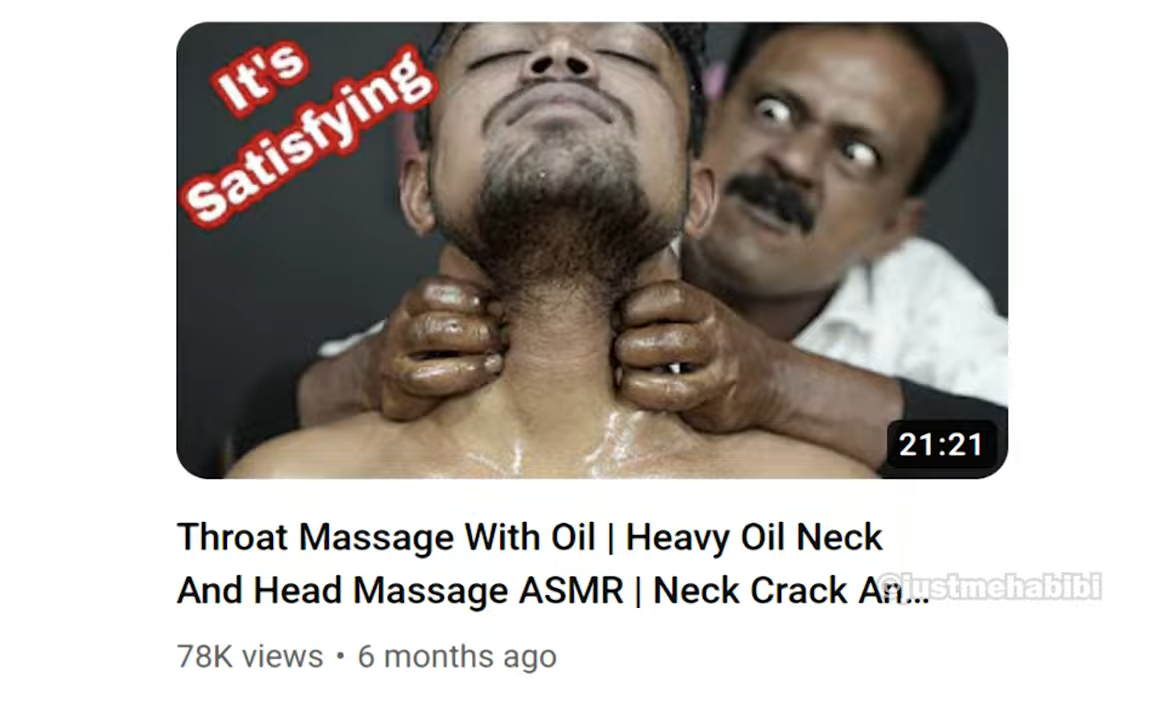 It's
Satisfying
21:21
Throat Massage With Oil | Heavy Oil Neck
And Head Massage ASMR | Neck Crack An...
@justmehabibi
78K views • 6 months ago